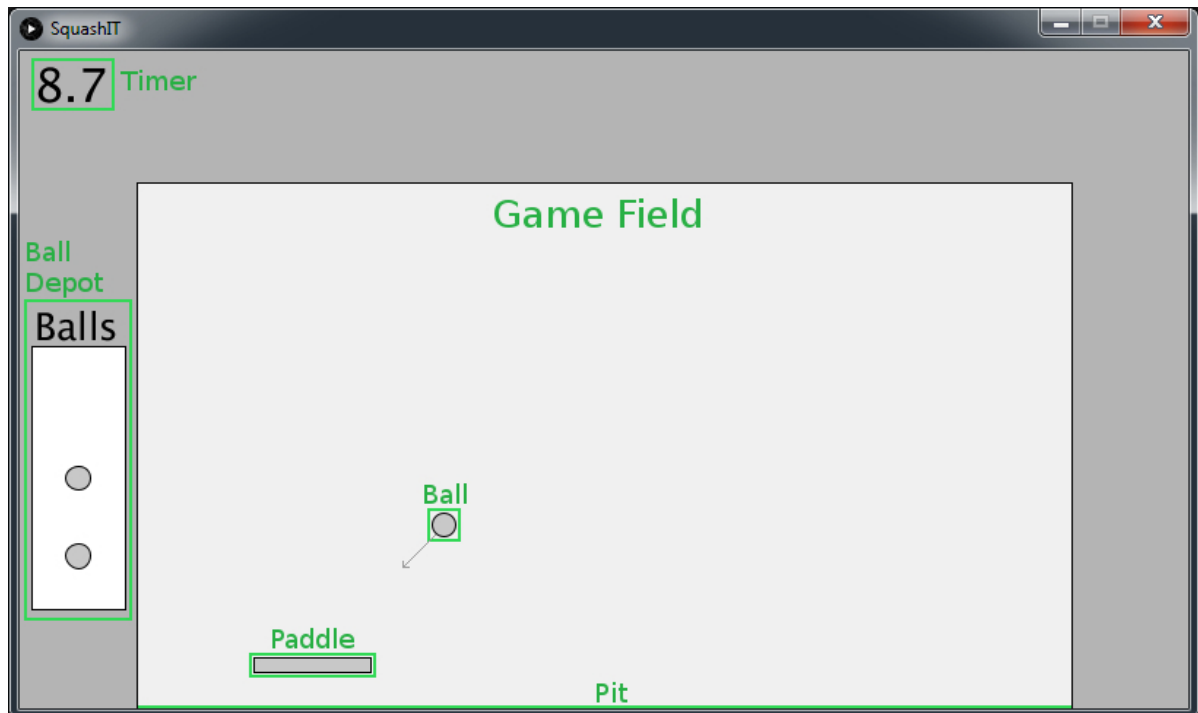 SquashIT
8.7 Timer
Game Field
Ball
Depot
Balls
Ball
Paddle
Pit